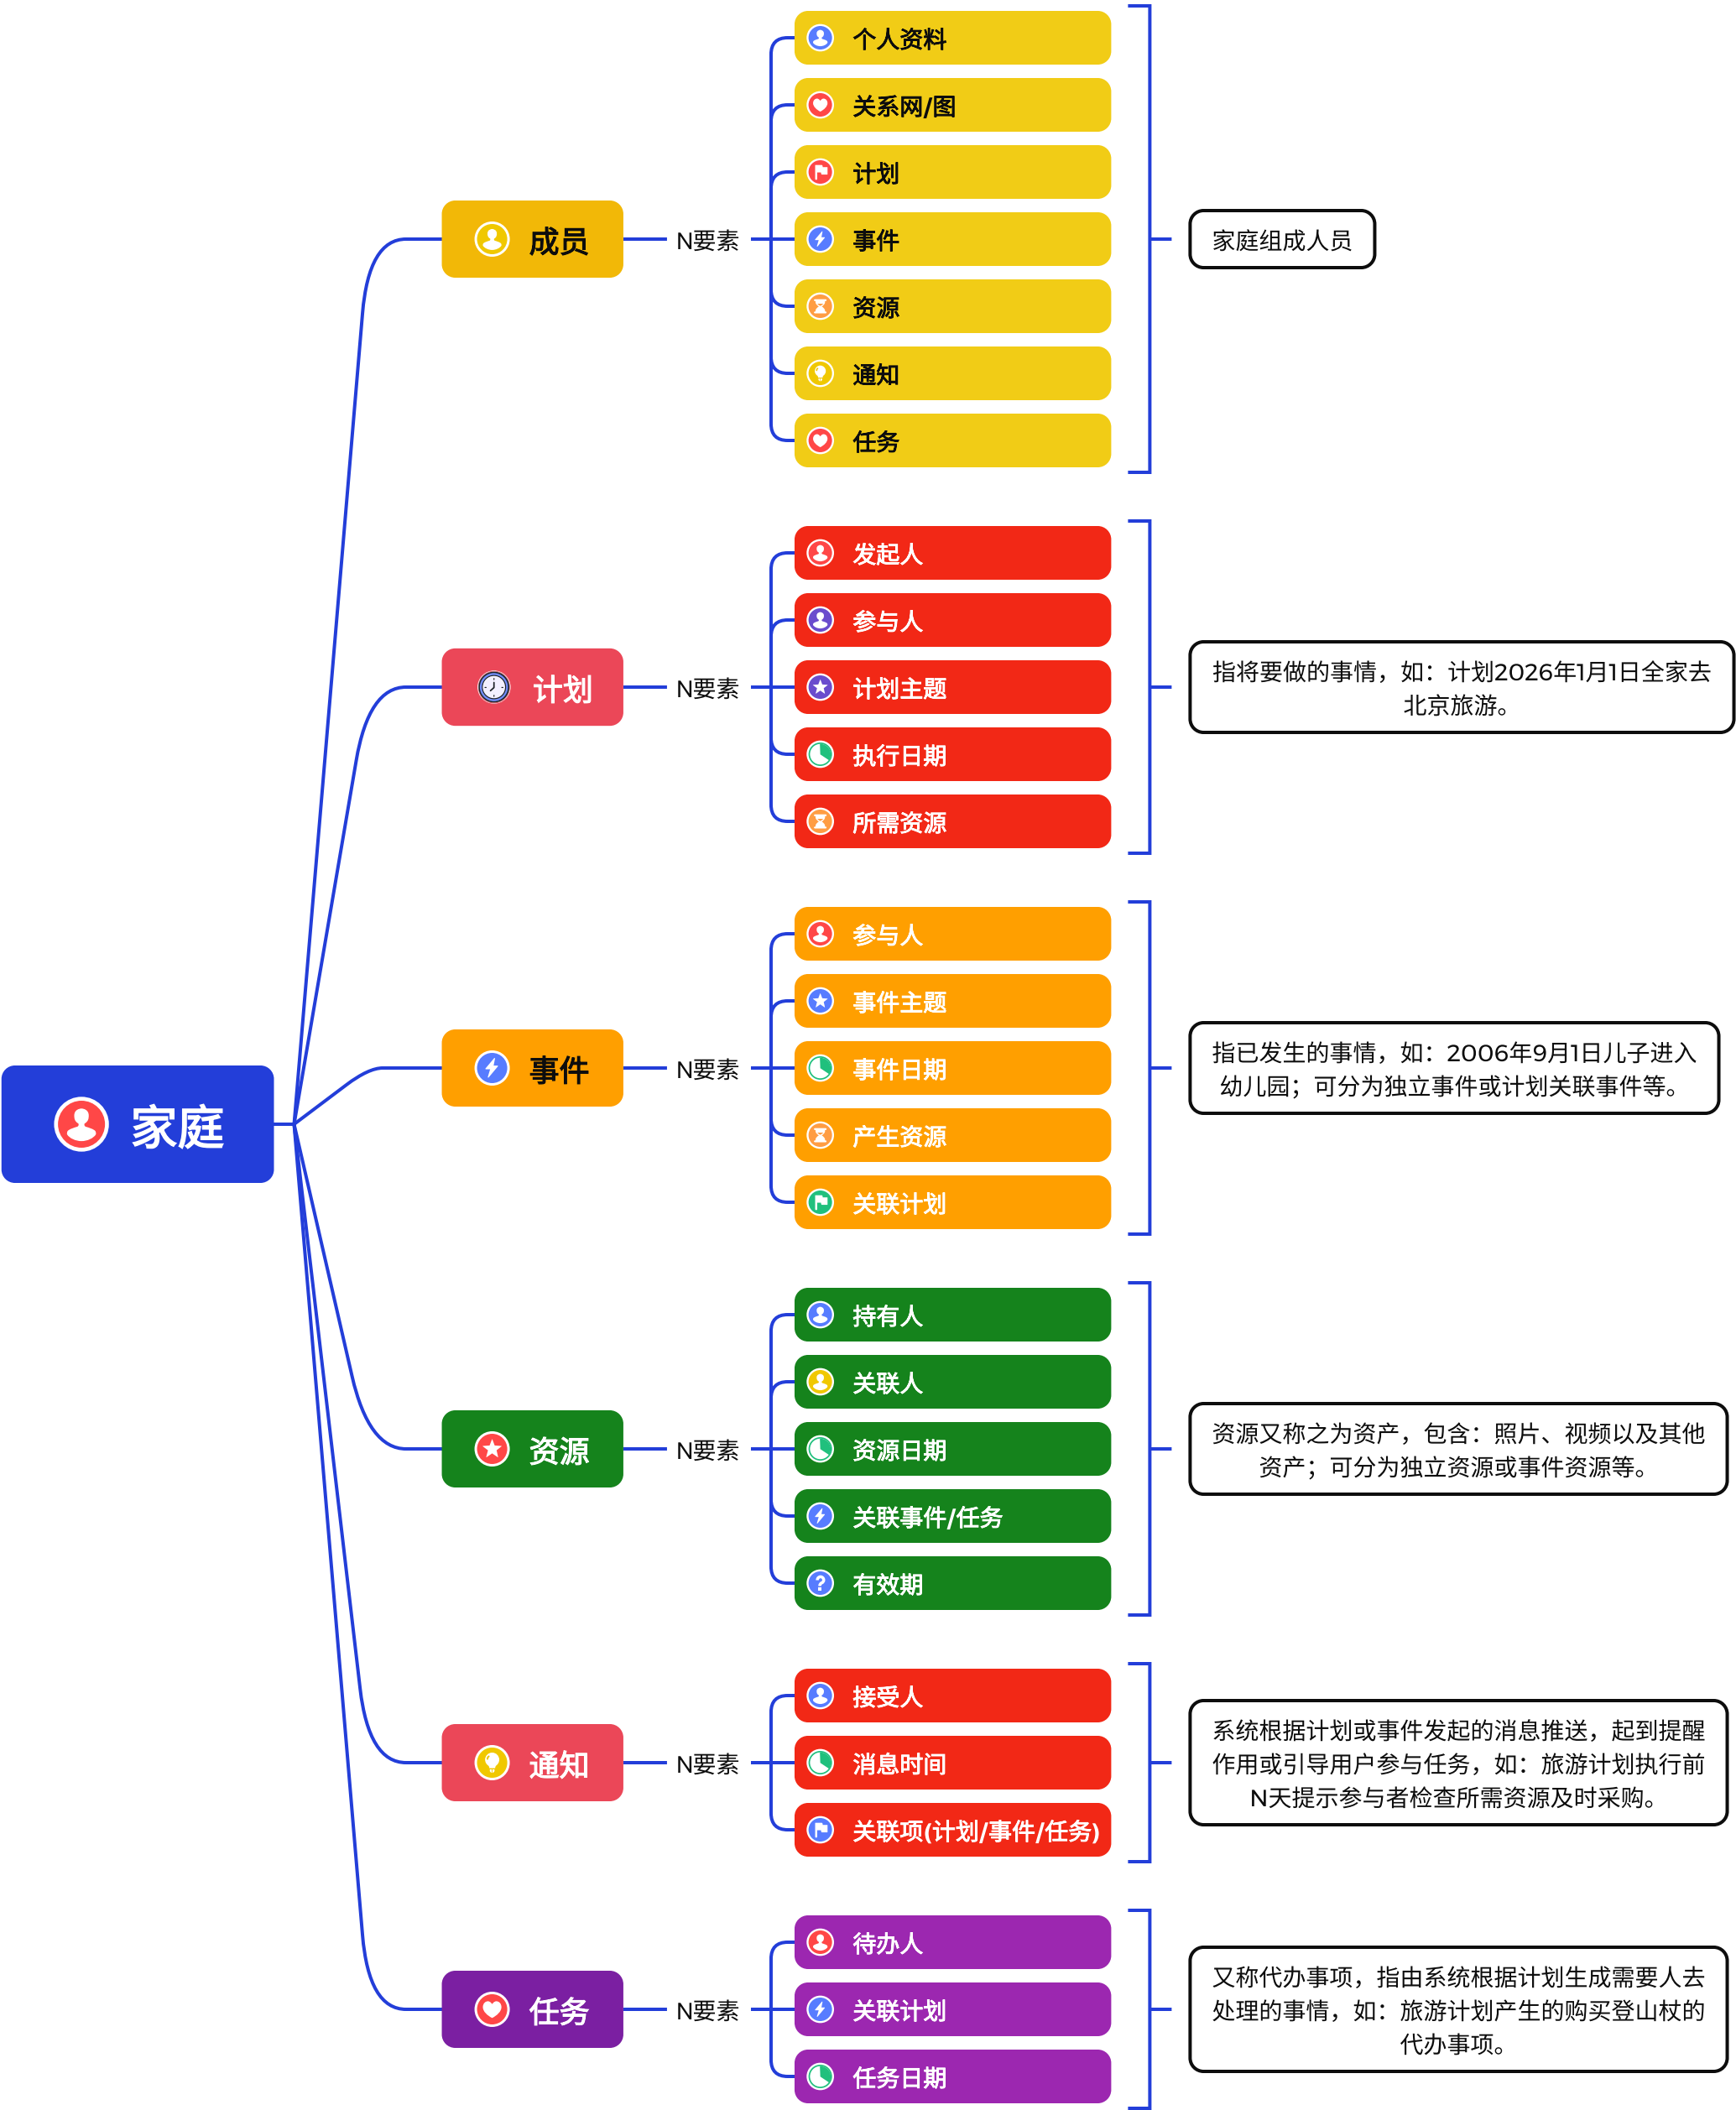 家庭
成员
N要素
个人资料
关系网/图
计划
事件
资源
通知
任务
家庭组成人员
计划
N要素
发起人
参与人
计划主题
执行日期
所需资源
指将要做的事情，如：计划2026年1月1日全家去
北京旅游。
事件
N要素
参与人
事件主题
事件日期
产生资源
关联计划
指已发生的事情，如：2006年9月1日儿子进入
幼儿园；可分为独立事件或计划关联事件等。
资源
N要素
持有人
关联人
资源日期
关联事件/任务
有效期
资源又称之为资产，包含：照片、视频以及其他
资产；可分为独立资源或事件资源等。
通知
N要素
接受人
消息时间
关联项(计划/事件/任务)
系统根据计划或事件发起的消息推送，起到提醒
作用或引导用户参与任务，如：旅游计划执行前
N天提示参与者检查所需资源及时采购。
任务
N要素
待办人
关联计划
任务日期
又称代办事项，指由系统根据计划生成需要人去
处理的事情，如：旅游计划产生的购买登山杖的
代办事项。